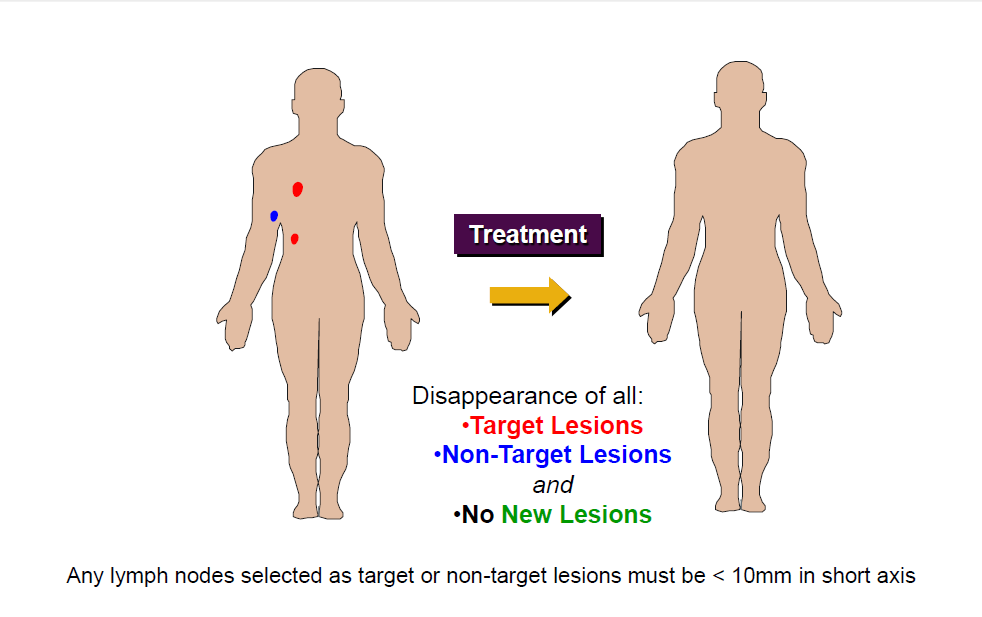 Treatment
Disappearance of all:
•Target Lesions
•Non-Target Lesions
and
•No New Lesions
Any lymph nodes selected as target or non-target lesions must be < 10mm in short axis